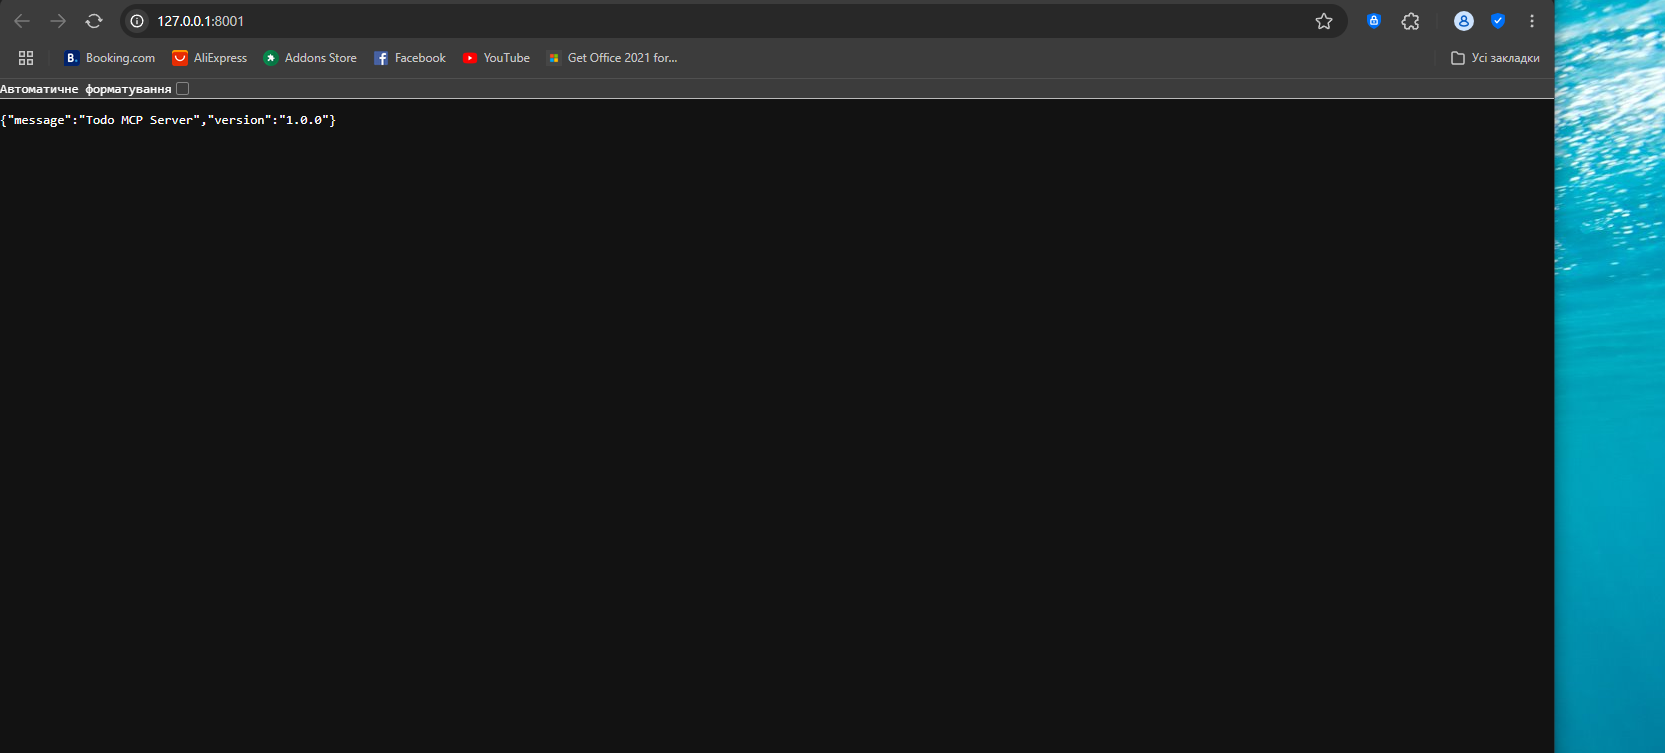 127.0.0.1:8001
Booking.com AliExpress Addons Store Facebook YouTube Get Office 2021 for... Усі закладки
Автоматичне форматування
{"message":"Todo MCP Server","version":"1.0.0"}